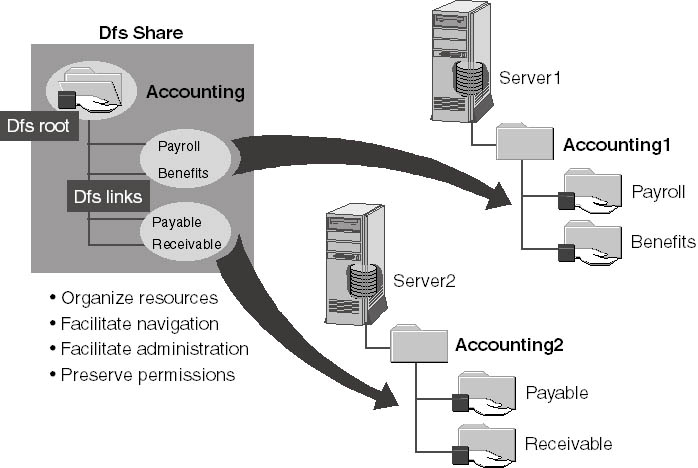 Dfs Share
Accounting
Dfs root
Payroll
Benefits
Dfs links
Payable
Receivable
• Organize resources
• Facilitate navigation
• Facilitate administration
• Preserve permissions
Server1
Accounting1
Payroll
Benefits
Server2
Accounting2
Payable
Receivable